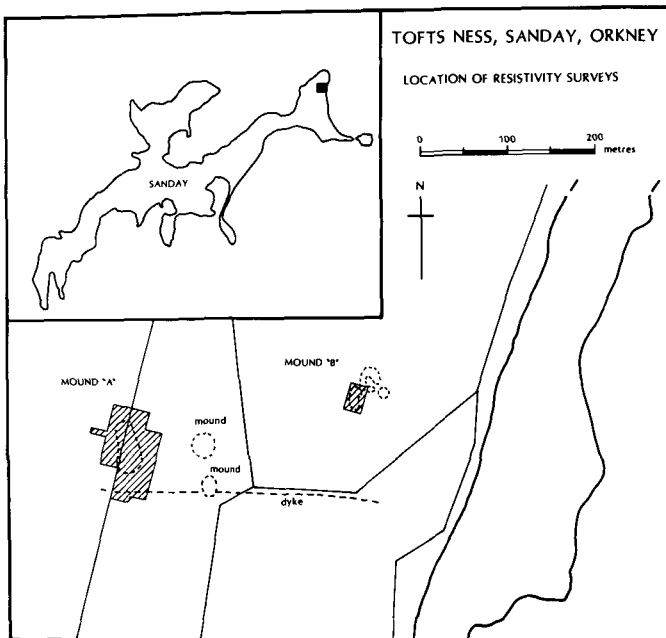 TOFTS NESS, SANDAY, ORKNEY
LOCATION OF RESISTIVITY SURVEYS
0 100 200
metres
N
SANDAY
MOUND "A"
MOUND "B"
mound
mound
dyke